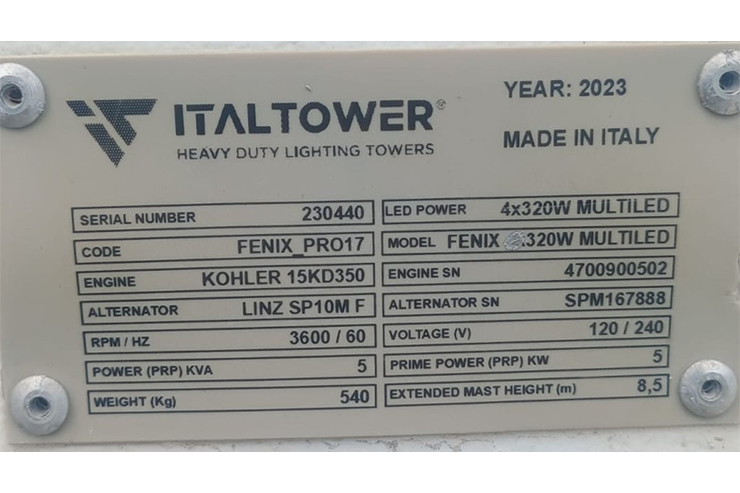 ITALTOWER®
HEAVY DUTY LIGHTING TOWERS
YEAR: 2023
MADE IN ITALY
SERIAL NUMBER 230440 LED POWER 4x320W MULTILED
CODE FENIX_PRO17 MODEL FENIX 320W MULTILED
ENGINE KOHLER 15KD350 ENGINE SN 4700900502
ALTERNATOR LINZ SP10M F ALTERNATOR SN SPM167888
RPM / HZ 3600 / 60 VOLTAGE (V) 120 / 240
POWER (PRP) KVA 5 PRIME POWER (PRP) KW 5
WEIGHT (Kg) 540 EXTENDED MAST HEIGHT (m) 8,5